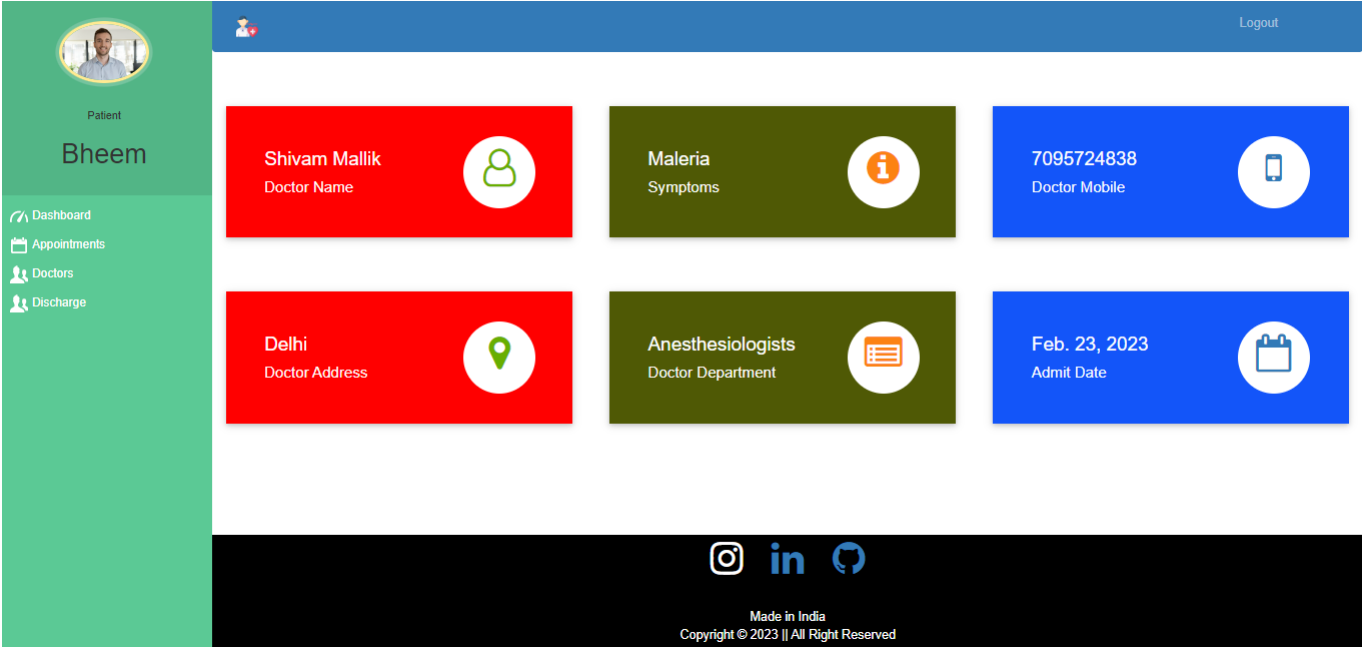 Logout
Patient
Bheem
Dashboard
Appointments
Doctors
Discharge
Shivam Mallik
Doctor Name
Maleria
Symptoms
7095724838
Doctor Mobile
Delhi
Doctor Address
Anesthesiologists
Doctor Department
Feb. 23, 2023
Admit Date
in
Made in India
Copyright © 2023 || All Right Reserved